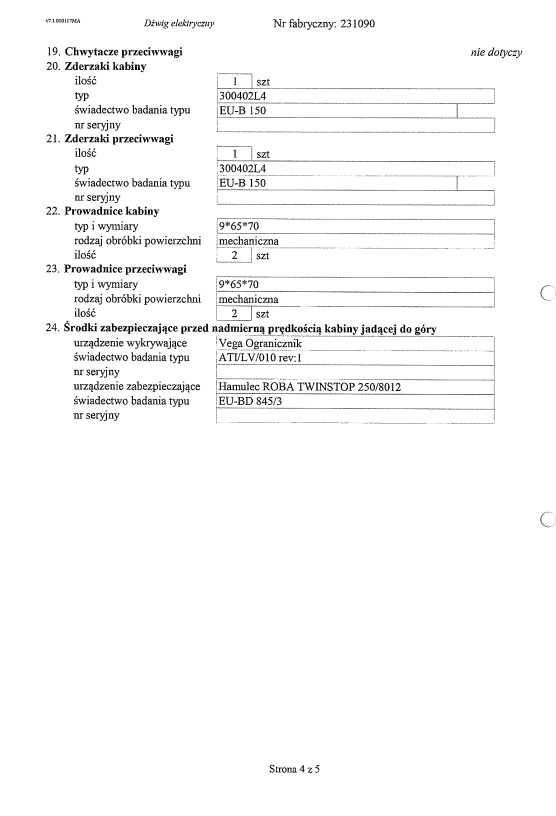 Dźwig elektryczny Nr fabryczny: 231090
19. Chwytacze przeciwwagi nie dotyczy
20. Zderzaki kabiny
ilość 1 szt
typ 300402L4
świadectwo badania typu EU-B 150
nr seryjny
21. Zderzaki przeciwwagi
ilość 1 szt
typ 300402L4
świadectwo badania typu EU-B 150
nr seryjny
22. Prowadnice kabiny
typ i wymiary 9*65*70
rodzaj obróbki powierzchni mechaniczna
ilość 2 szt
23. Prowadnice przeciwwagi
typ i wymiary 9*65*70
rodzaj obróbki powierzchni mechaniczna
ilość 2 szt
24. Środki zabezpieczające przed nadmierną prędkością kabiny jadącej do góry
urządzenie wykrywające Vega Ogranicznik
świadectwo badania typu ATI/LV/010 rev:1
nr seryjny
urządzenie zabezpieczające Hamulec ROBA TWINSTOP 250/8012
świadectwo badania typu EU-BD 845/3
nr seryjny
Strona 4 z 5